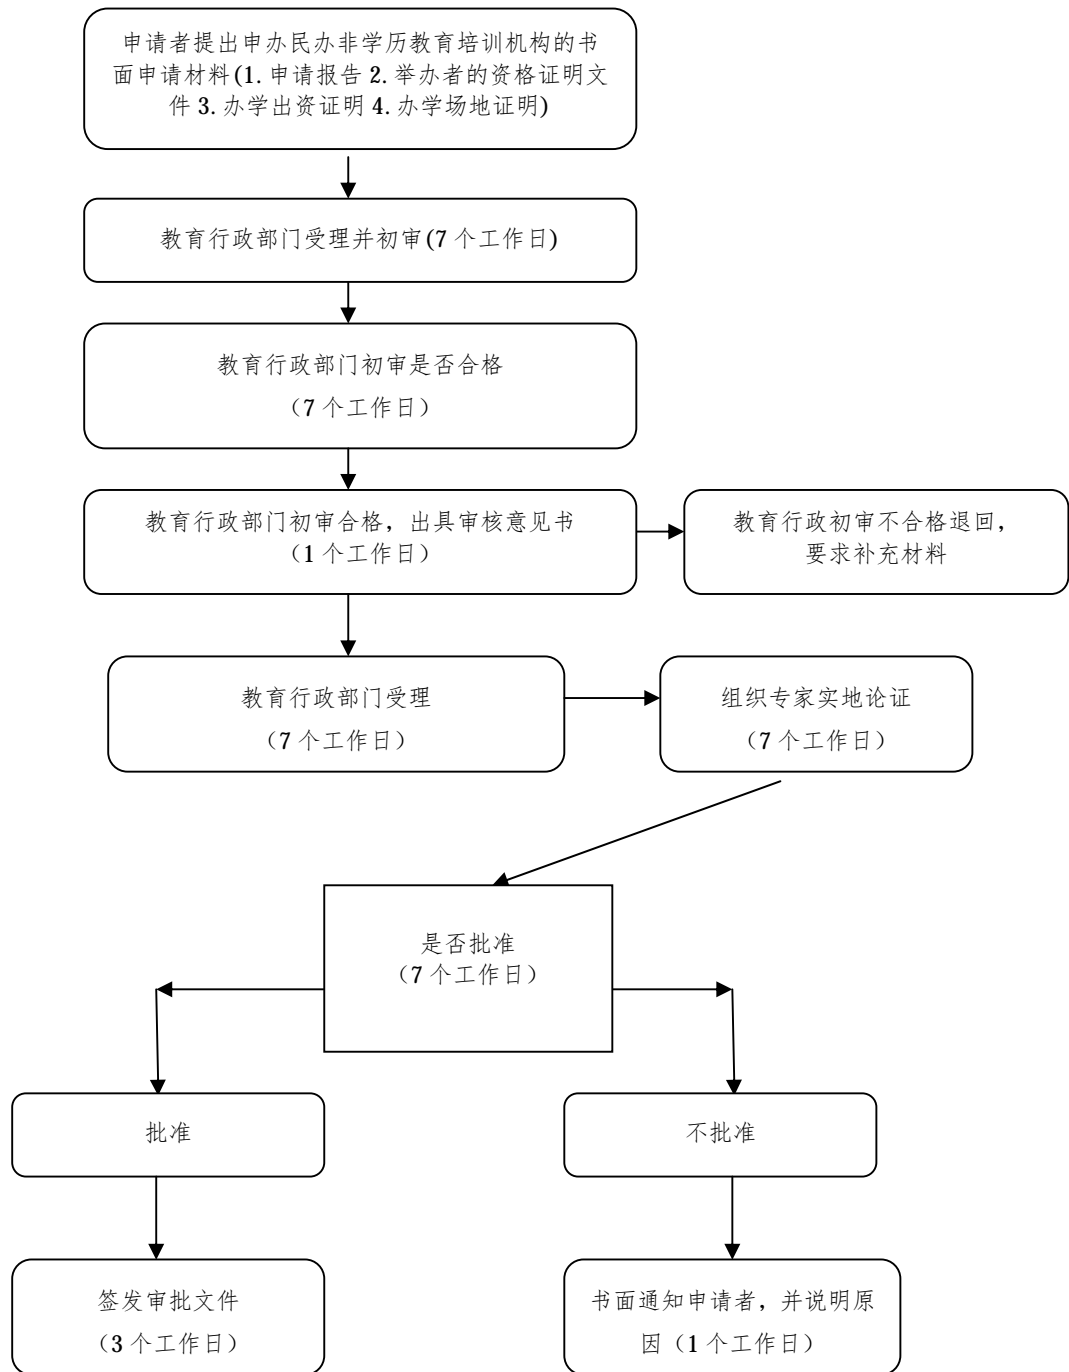 申请者提出申办民办非学历教育培训机构的书
面申请材料(1.申请报告 2.举办者的资格证明文
件 3.办学出资证明 4.办学场地证明)
教育行政部门受理并初审(7 个工作日)
教育行政部门初审是否合格
（7 个工作日）
教育行政部门初审合格，出具审核意见书
（1 个工作日）
教育行政初审不合格退回，
要求补充材料
教育行政部门受理
（7 个工作日）
组织专家实地论证
（7 个工作日）
是否批准
（7 个工作日）
批准
不批准
签发审批文件
（3 个工作日）
书面通知申请者，并说明原
因（1 个工作日）